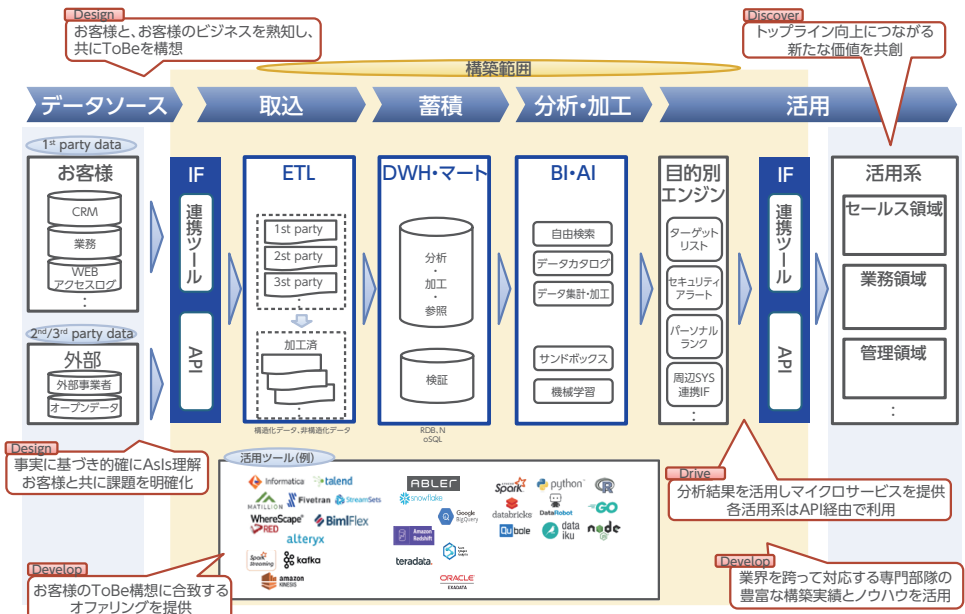 Design
お客様と、お客様のビジネスを熟知し、
共にToBeを構想
Discover
トップライン向上につながる
新たな価値を共創
構築範囲
データソース
取込
蓄積
分析・加工
活用
1st party data
お客様
CRM
業務
WEB
アクセスログ
:
2nd/3rd party data
外部
外部事業者
オープンデータ
:
IF
連携ツール
API
ETL
1st party
2st party
3st party
:
加工済
構造化データ、非構造化データ
DWH・マート
分析
・
加工
・
参照
検証
RDB、N
oSQL
BI・AI
自由検索
データカタログ
データ集計・加工
サンドボックス
機械学習
目的別
エンジン
ターゲット
リスト
セキュリティ
アラート
パーソナル
ランク
周辺SYS
連携IF
:
IF
連携ツール
API
活用系
セールス領域
業務領域
管理領域
:
Design
事実に基づき的確にAsIs理解
お客様と共に課題を明確化
活用ツール(例)
Informatica
talend
MATILLION
Fivetran
StreamSets
WhereScape
RED
BimlFlex
alteryx
Spark
Streaming
kafka
amazon
KINESIS
ABLER
snowflake
Google
BigQuery
Amazon
Redshift
teradata.
ORACLE
Spark
python
R
databricks
DataRobot
GO
Qubole
data
iku
node
Drive
分析結果を活用しマイクロサービスを提供
各活用系はAPI経由で利用
Develop
お客様のToBe構想に合致する
オファリングを提供
Develop
業界を跨って対応する専門部隊の
豊富な構築実績とノウハウを活用